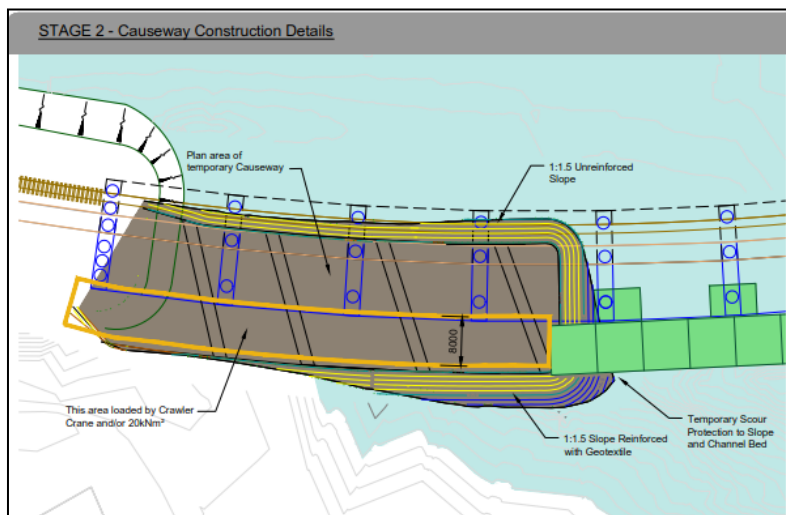 STAGE 2 - Causeway Construction Details
Plan area of
temporary Causeway
1:1.5 Unreinforced
Slope
8000
This area loaded by Crawler
Crane and/or 20kNm²
1:1.5 Slope Reinforced
with Geotextile
Temporary Scour
Protection to Slope
and Channel Bed